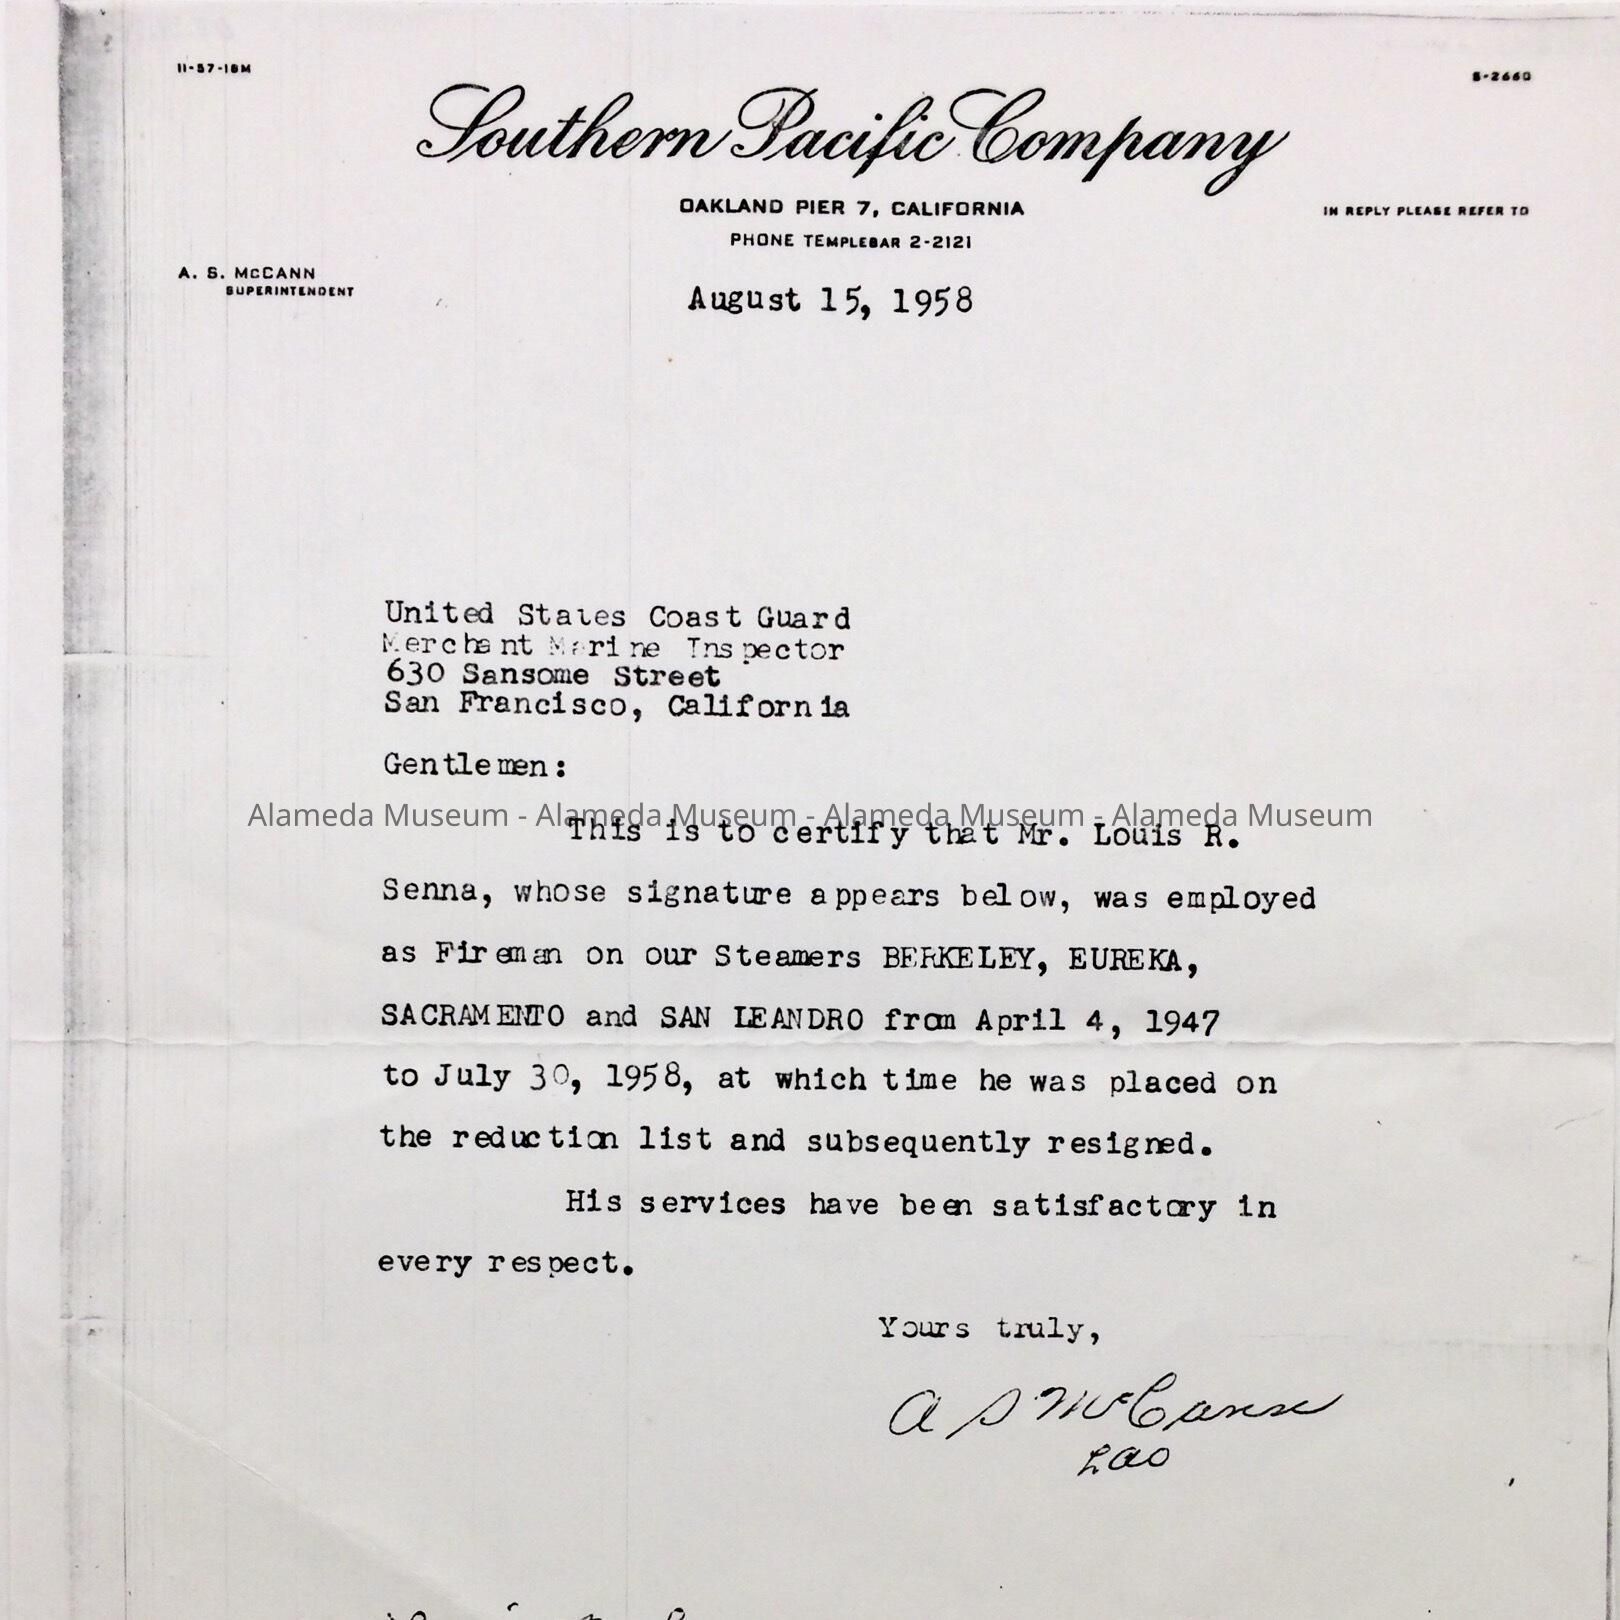 11-57-18M
S-2660
Southern Pacific Company
OAKLAND PIER 7, CALIFORNIA
IN REPLY PLEASE REFER TO
PHONE TEMPLEBAR 2-2121
A. S. McCANN
SUPERINTENDENT
August 15, 1958
United States Coast Guard
Merchant Marine Inspector
630 Sansome Street
San Francisco, California
Gentlemen:
Alameda Museum - Alameda Museum - Alameda Museum - Alameda Museum
This is to certify that Mr. Louis R.
Senna, whose signature appears below, was employed
as Fireman on our Steamers BERKELEY, EUREKA,
SACRAMENTO and SAN LEANDRO from April 4, 1947
to July 30, 1958, at which time he was placed on
the reduction list and subsequently resigned.
His services have been satisfactory in
every respect.
Yours truly,
A S McCann